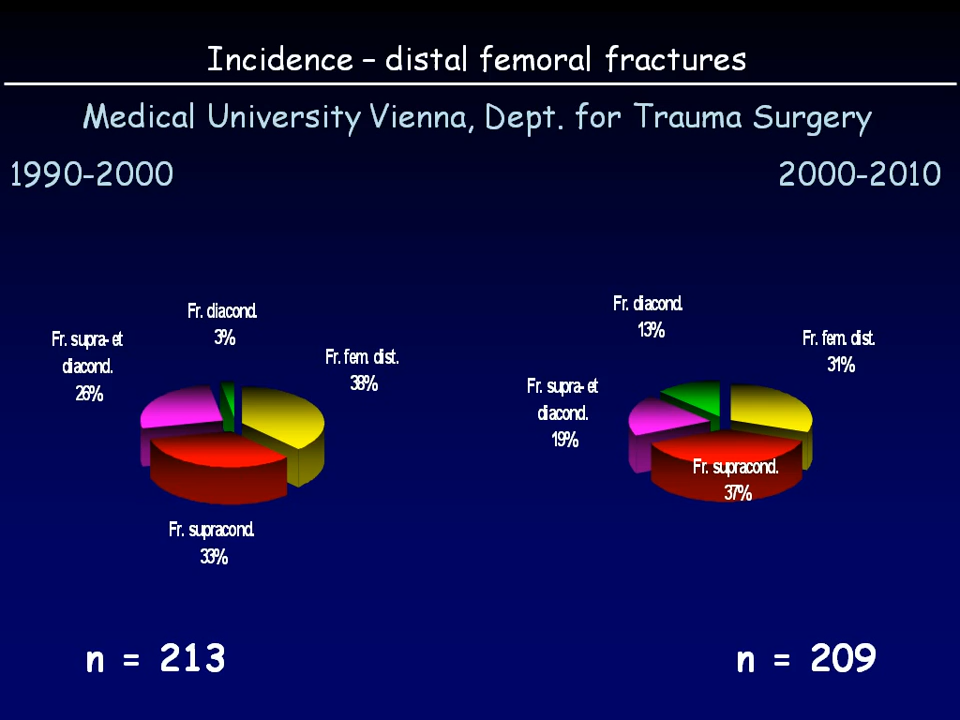 Incidence – distal femoral fractures
Medical University Vienna, Dept. for Trauma Surgery
1990-2000
2000-2010
Fr. diacond.
3%
Fr. supra- et
diacond.
26%
Fr. fem. dist.
38%
Fr. supracond.
33%
Fr. diacond.
13%
Fr. fem. dist.
31%
Fr. supra- et
diacond.
19%
Fr. supracond.
37%
n = 213
n = 209